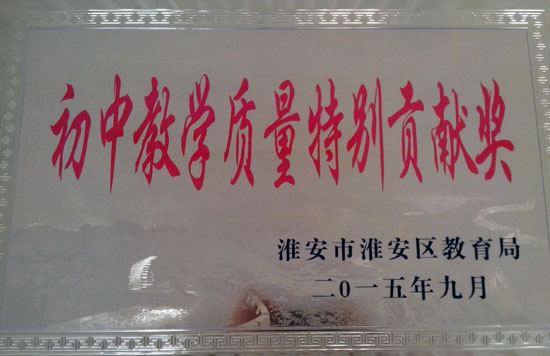 初中教学质量特别贡献奖
淮安市淮安区教育局
二0一五年九月